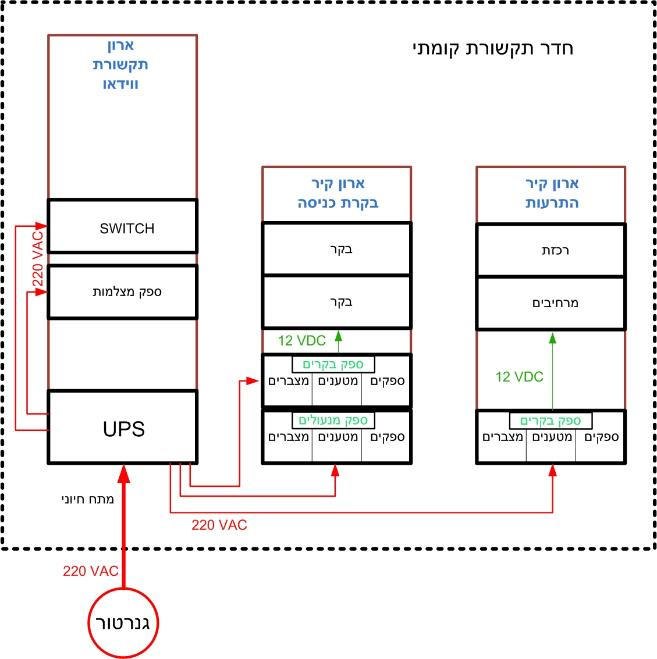 חדר תקשורת קומתי
ארון
תקשורת
ווידאו
SWITCH
220 VAC
ספק מצלמות
UPS
מתח חיוני
220 VAC
גנרטור
ארון קיר
בקרת כניסה
בקר
בקר
12 VDC
ספק בקרים
ספקים מטענים מצברים
ספק מנעולים
ספקים מטענים מצברים
220 VAC
ארון קיר
התרעות
רכזת
מרחיבים
12 VDC
ספק בקרים
ספקים מטענים מצברים